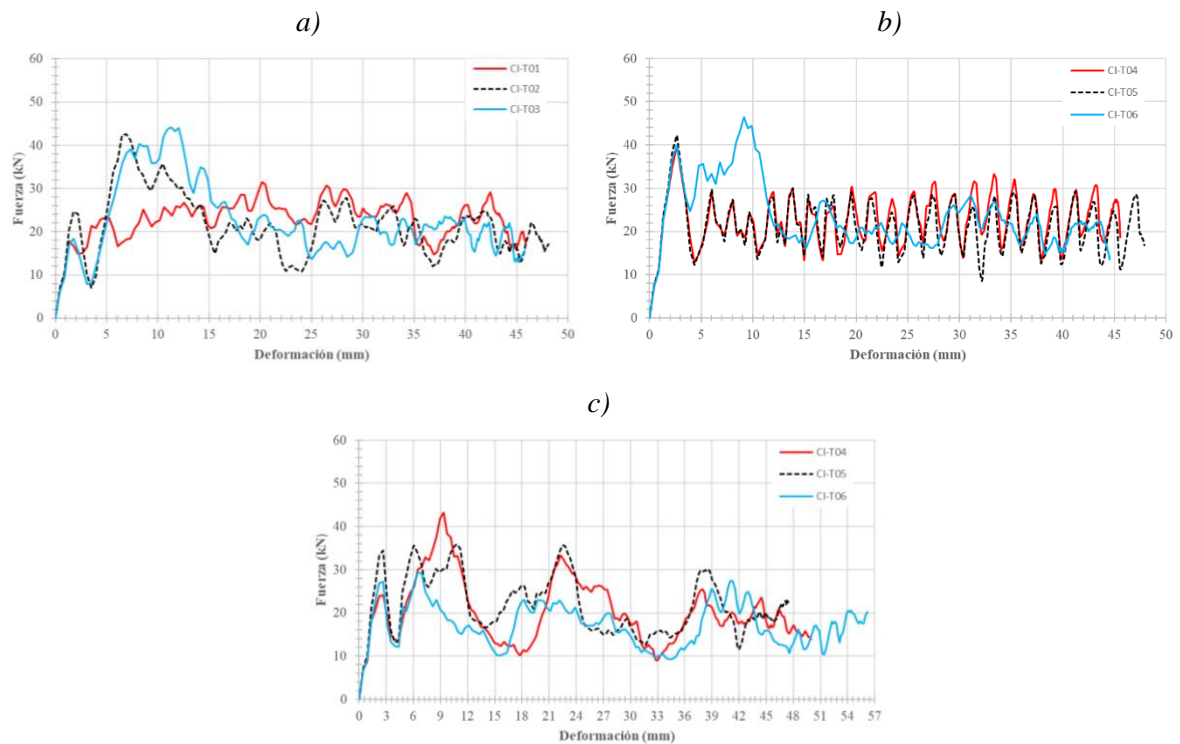 a)
60
50
40
30
20
10
0
Fuerza (kN)
CI-T01
CI-T02
CI-T03
0 5 10 15 20 25 30 35 40 45 50
Deformación (mm)
b)
60
50
40
30
20
10
0
Fuerza (kN)
CI-T04
CI-T05
CI-T06
0 5 10 15 20 25 30 35 40 45 50
Deformación (mm)
c)
60
50
40
30
20
10
0
Fuerza (kN)
CI-T04
CI-T05
CI-T06
0 3 6 9 12 15 18 21 24 27 30 33 36 39 42 45 48 51 54 57
Deformación (mm)